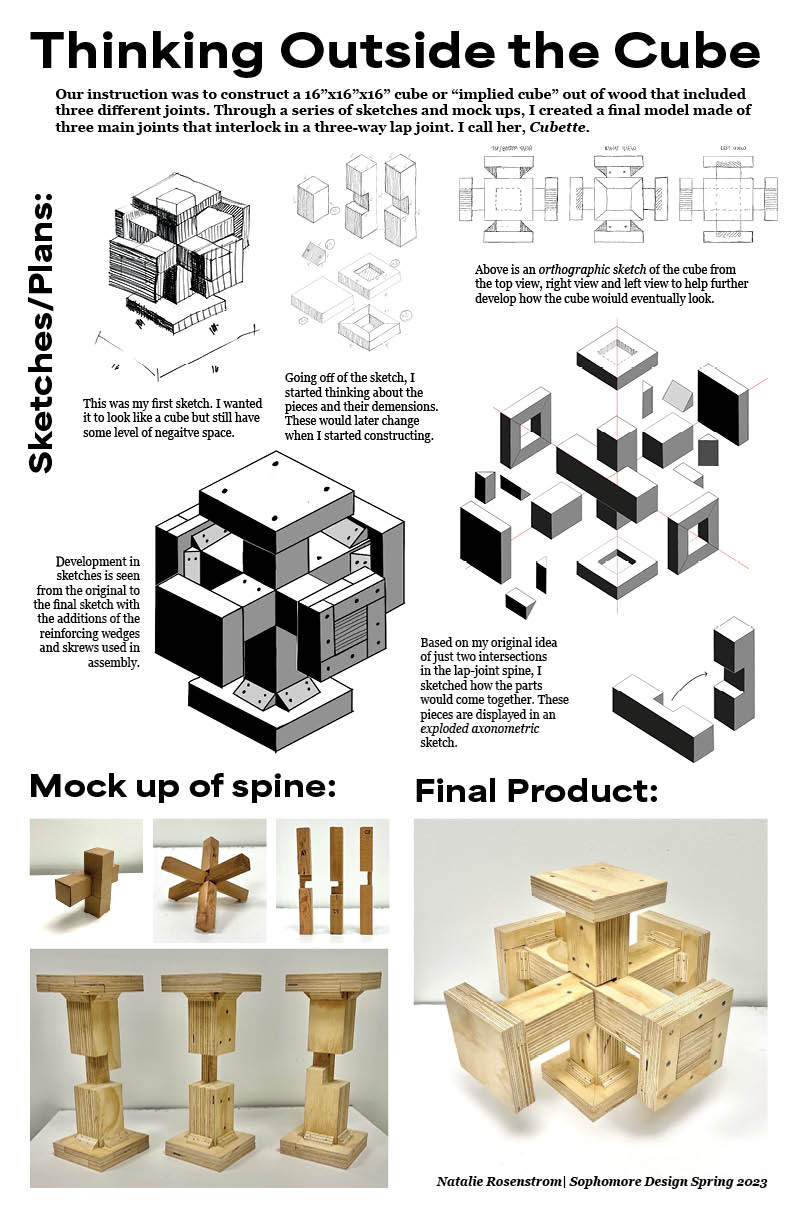 Thinking Outside the Cube
Our instruction was to construct a 16”x16”x16” cube or “implied cube” out of wood that included
three different joints. Through a series of sketches and mock ups, I created a final model made of
three main joints that interlock in a three-way lap joint. I call her, Cubette.
Sketches/Plans:
This was my first sketch. I wanted
it to look like a cube but still have
some level of negaitve space.
Going off of the sketch, I
started thinking about the
pieces and their demensions.
These would later change
when I started constructing.
RIGHT VIEW
LEFT VIEW
Above is an orthographic sketch of the cube from
the top view, right view and left view to help further
develop how the cube woiuld eventually look.
Development in
sketches is seen
from the original to
the final sketch with
the additions of the
reinforcing wedges
and skrews used in
assembly.
Based on my original idea
of just two intersections
in the lap-joint spine, I
sketched how the parts
would come together. These
pieces are displayed in an
exploded axonometric
sketch.
Mock up of spine:
Final Product:
Natalie Rosenstrom| Sophomore Design Spring 2023